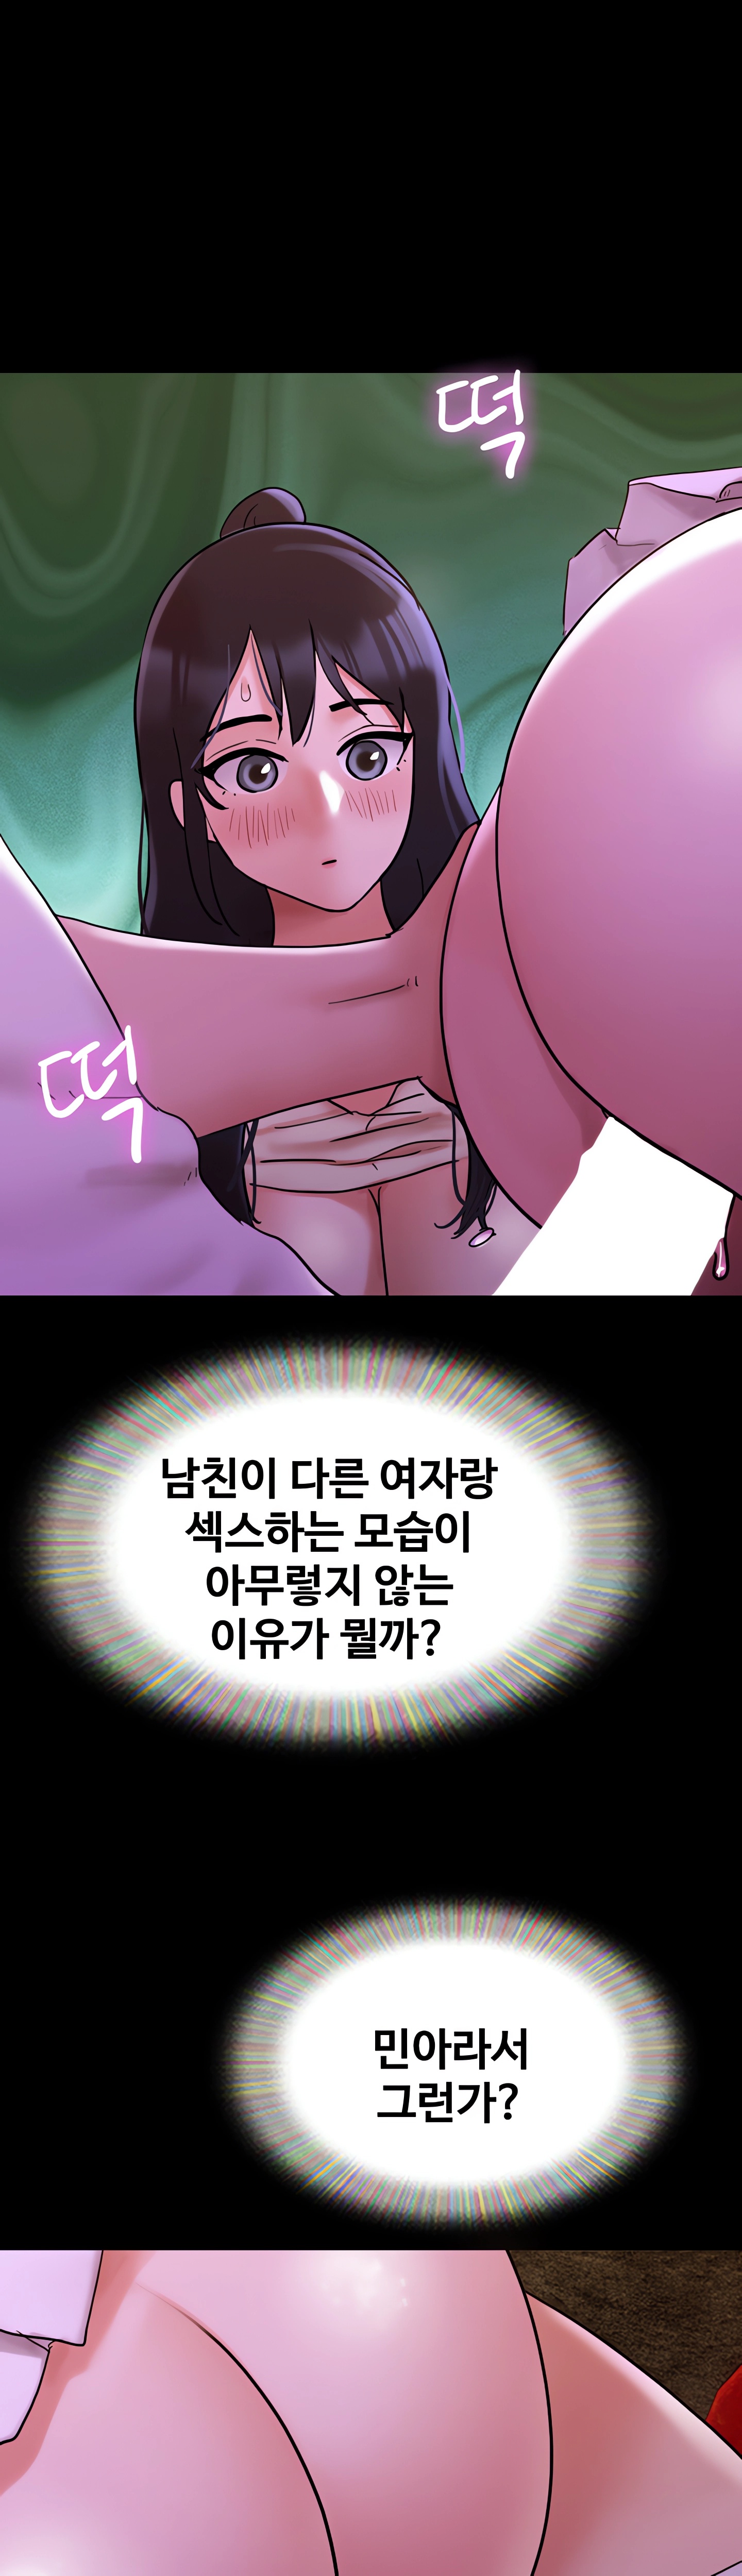 떡
떡
남친이 다른 여자랑
섹스하는 모습이
아무렇지 않는
이유가 뭘까?
민아라서
그런가?